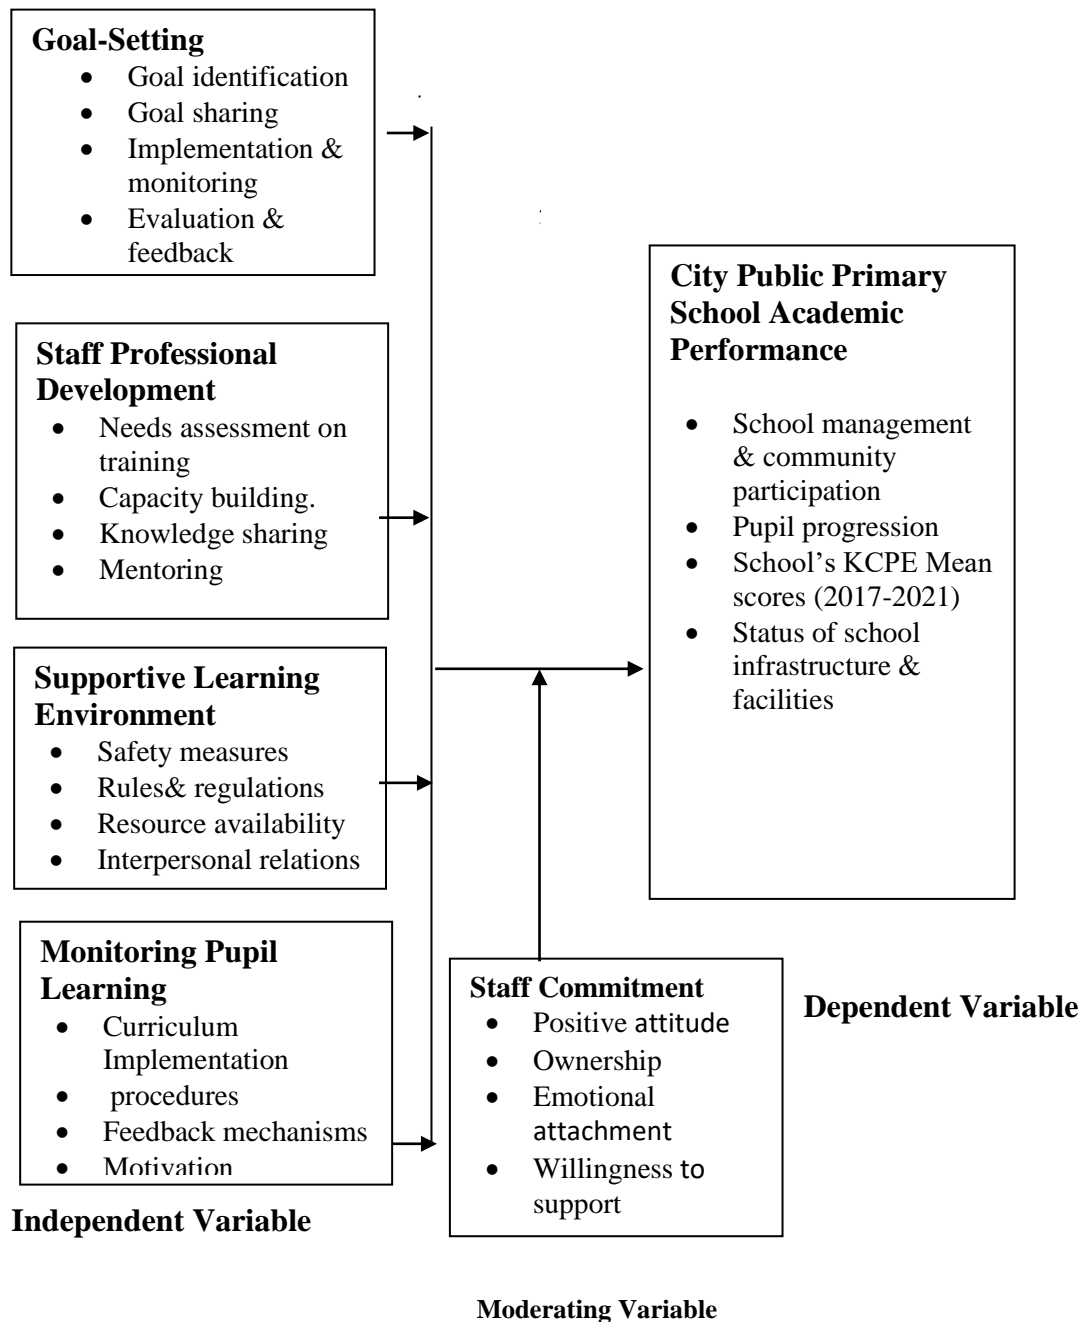 Goal-Setting
• Goal identification
• Goal sharing
• Implementation &
monitoring
• Evaluation &
feedback
Staff Professional
Development
• Needs assessment on
training
• Capacity building.
• Knowledge sharing
• Mentoring
Supportive Learning
Environment
• Safety measures
• Rules& regulations
• Resource availability
• Interpersonal relations
Monitoring Pupil
Learning
• Curriculum
Implementation
• procedures
• Feedback mechanisms
• Motivation
Independent Variable
Staff Commitment
• Positive attitude
• Ownership
• Emotional
attachment
• Willingness to
support
Moderating Variable
City Public Primary
School Academic
Performance
• School management
& community
participation
• Pupil progression
• School's KCPE Mean
scores (2017-2021)
• Status of school
infrastructure &
facilities
Dependent Variable